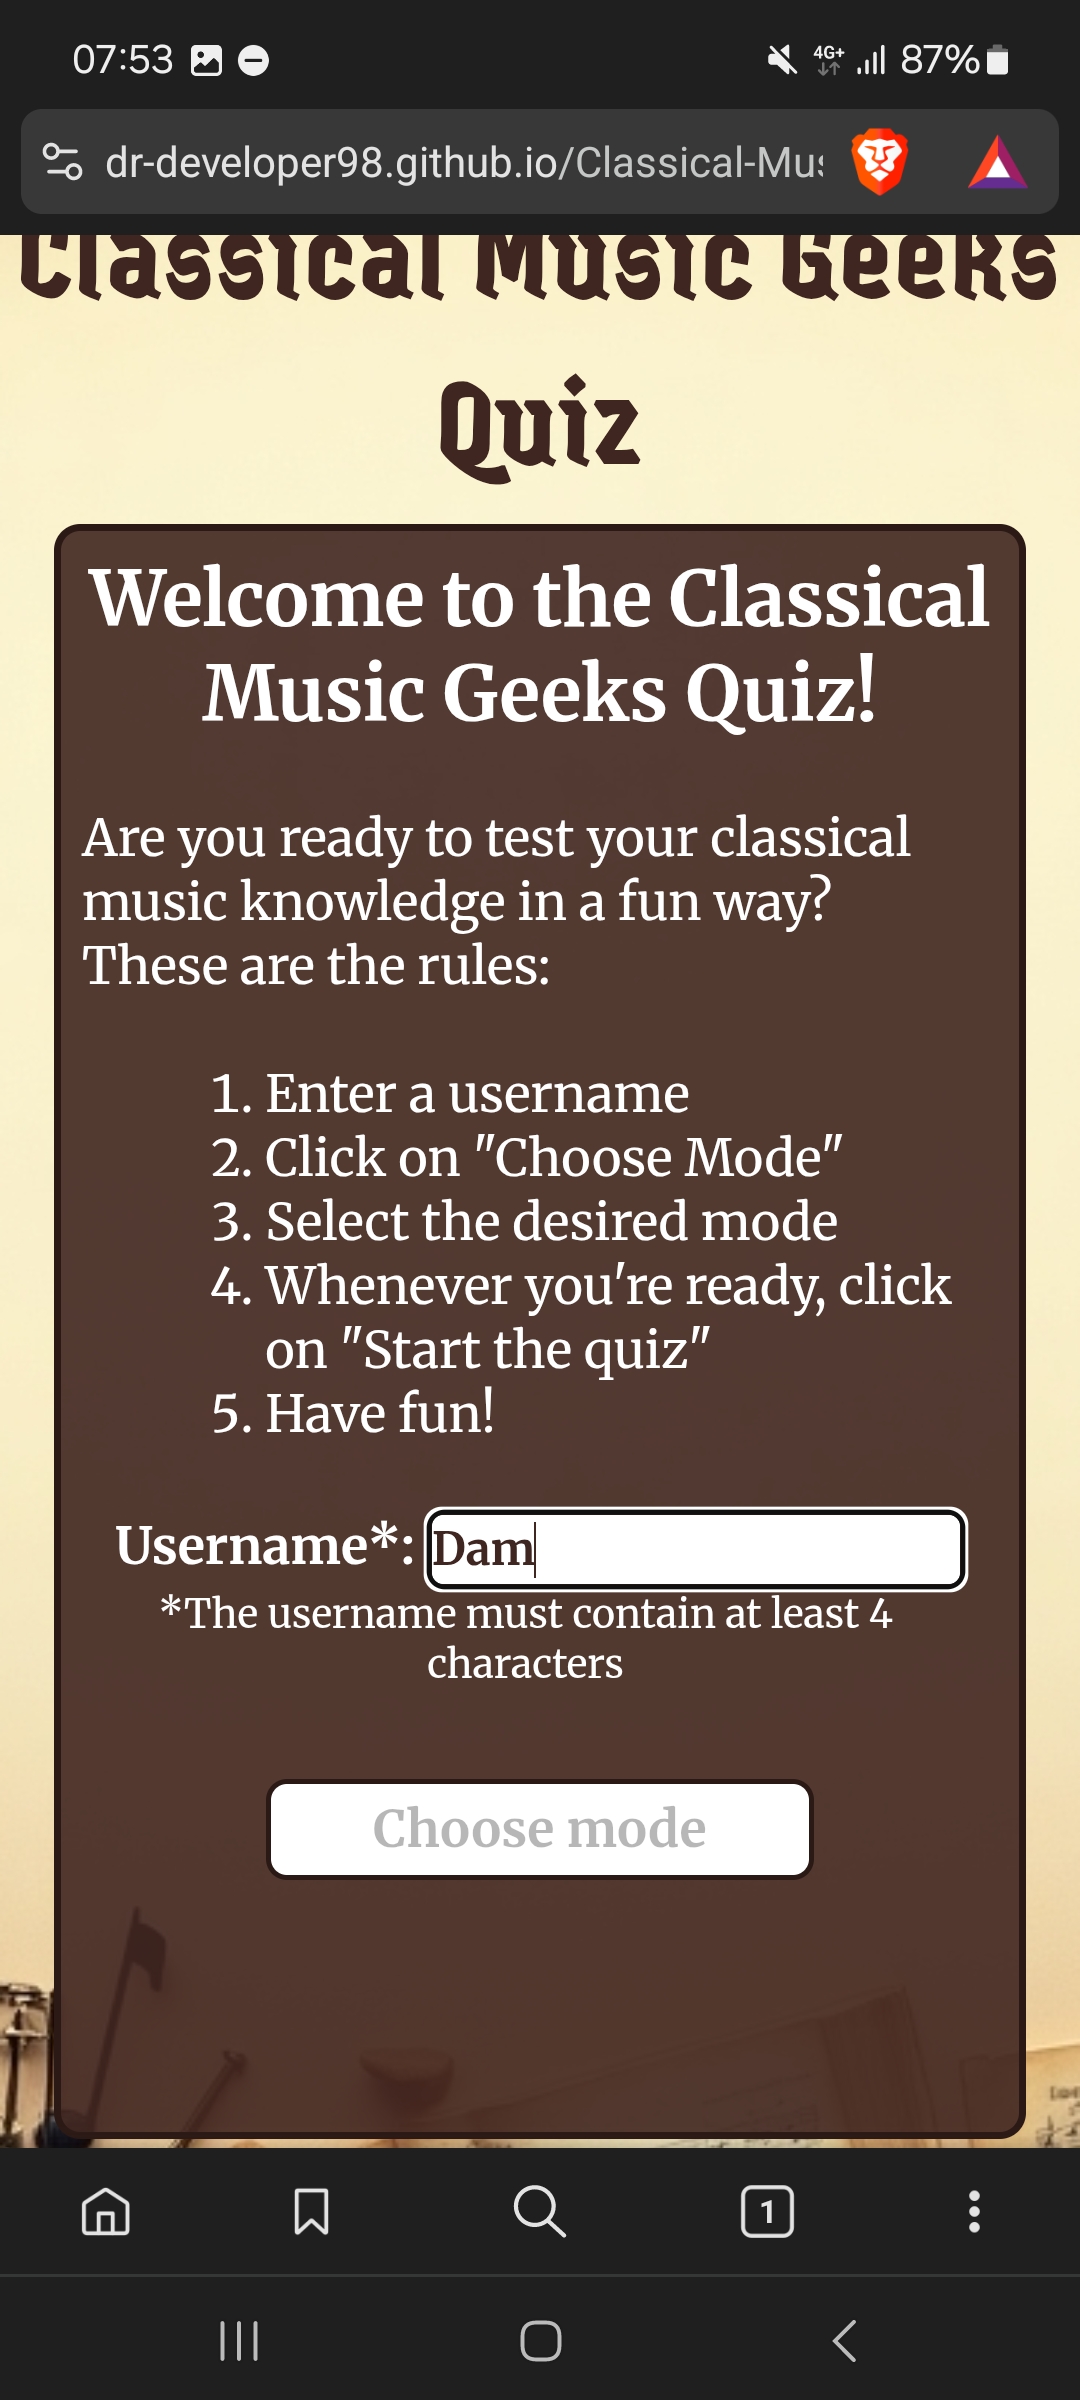 07:53
4G+
87%
dr-developer98.github.io/Classical-Mus
Classical Music Geeks
Quiz
Welcome to the Classical
Music Geeks Quiz!
Are you ready to test your classical
music knowledge in a fun way?
These are the rules:
1. Enter a username
2. Click on "Choose Mode"
3. Select the desired mode
4. Whenever you're ready, click
on "Start the quiz"
5. Have fun!
Username*: Dam
*The username must contain at least 4
characters
Choose mode
1